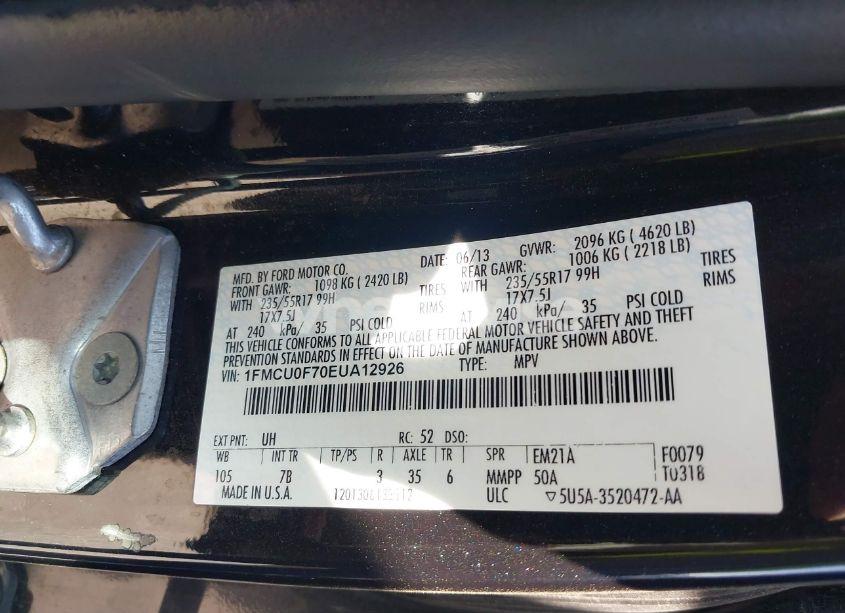 MFD. BY FORD MOTOR CO.
DATE: 06/13 GVWR: 2096 KG ( 4620 LB)
FRONT GAWR: 1098 KG ( 2420 LB) REAR GAWR: 1006 KG ( 2218 LB)
WITH 235/55R17 99H TIRES WITH 235/55R17 99H TIRES
17X7.5J RIMS: 17X7.5J RIMS
AT 240 kPa/ 35 PSI COLD AT 240 kPa/ 35 PSI COLD
THIS VEHICLE CONFORMS TO ALL APPLICABLE FEDERAL MOTOR VEHICLE SAFETY AND THEFT
PREVENTION STANDARDS IN EFFECT ON THE DATE OF MANUFACTURE SHOWN ABOVE.
VIN: 1FMCU0F70EUA12926 TYPE: MPV
EXT PNT: UH RC: 52 DSO:
WB INT TR TP/PS R AXLE TR SPR EM21A F0079
105 7B 3 35 6 MMPP 50A T0318
MADE IN U.S.A. ULC ▽5U5A-3520472-AA